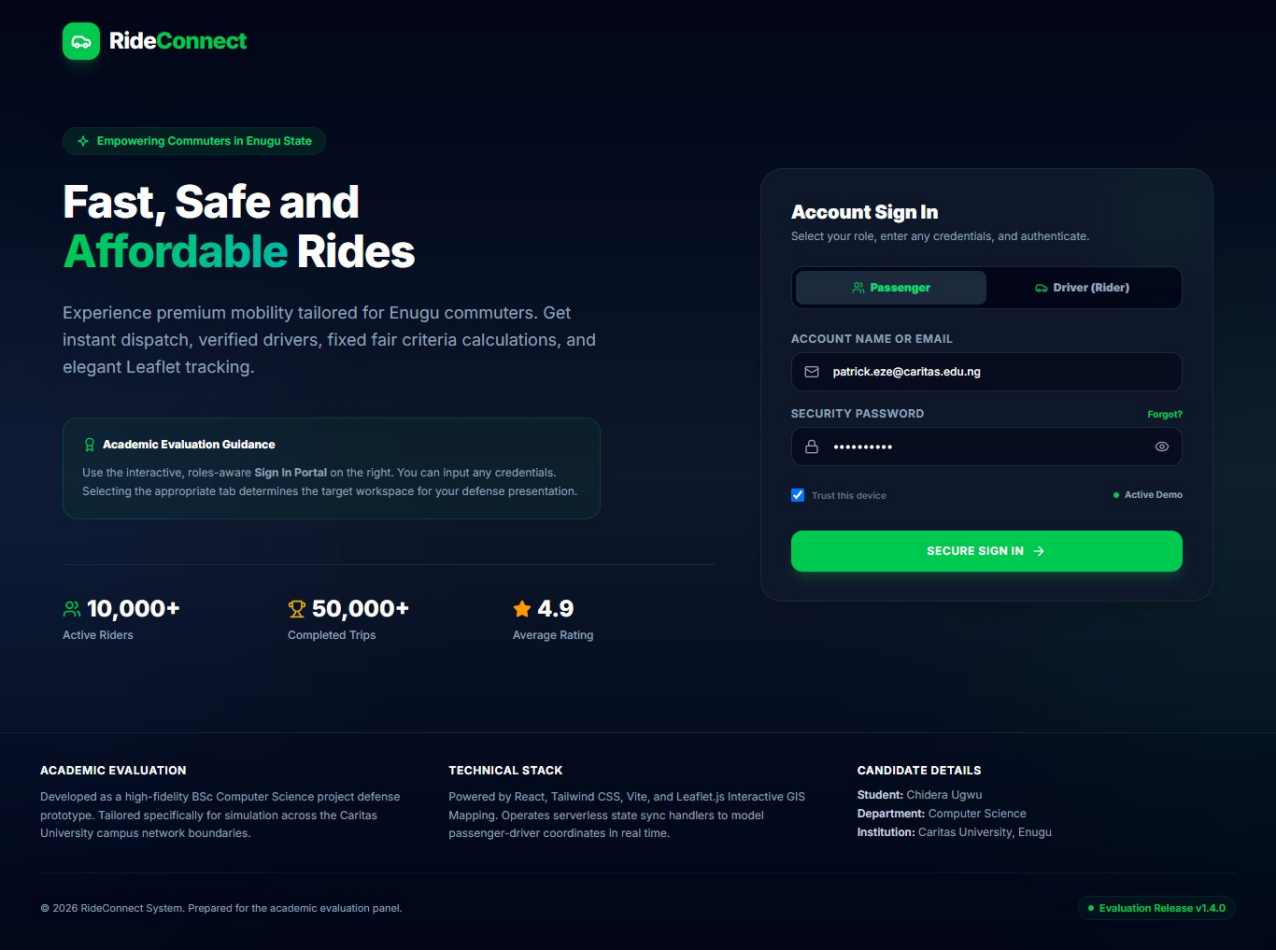 RideConnect
Empowering Commuters in Enugu State
Fast, Safe and
Affordable Rides
Experience premium mobility tailored for Enugu commuters. Get
instant dispatch, verified drivers, fixed fair criteria calculations, and
elegant Leaflet tracking.
Academic Evaluation Guidance
Use the interactive, roles-aware Sign In Portal on the right. You can input any credentials.
Selecting the appropriate tab determines the target workspace for your defense presentation.
10,000+
Active Riders
50,000+
Completed Trips
4.9
Average Rating
Account Sign In
Select your role, enter any credentials, and authenticate.
Passenger
Driver (Rider)
ACCOUNT NAME OR EMAIL
patrick.eze@caritas.edu.ng
SECURITY PASSWORD
Forgot?
••••••••••
Trust this device
Active Demo
SECURE SIGN IN →
ACADEMIC EVALUATION
Developed as a high-fidelity BSc Computer Science project defense
prototype. Tailored specifically for simulation across the Caritas
University campus network boundaries.
TECHNICAL STACK
Powered by React, Tailwind CSS, Vite, and Leaflet.js Interactive GIS
Mapping. Operates serverless state sync handlers to model
passenger-driver coordinates in real time.
CANDIDATE DETAILS
Student: Chidera Ugwu
Department: Computer Science
Institution: Caritas University, Enugu
© 2026 RideConnect System. Prepared for the academic evaluation panel.
Evaluation Release v1.4.0